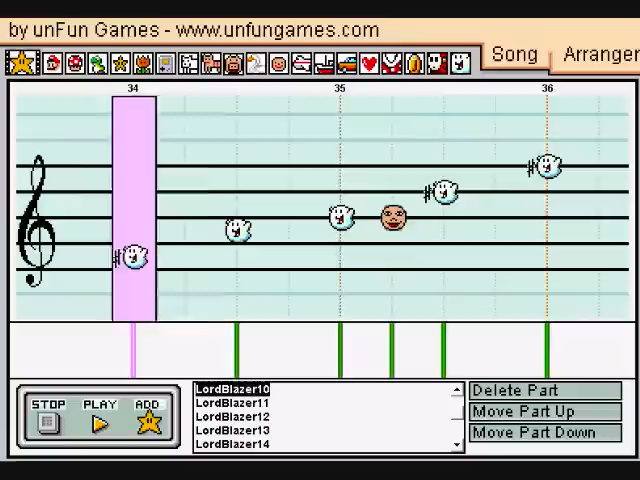 by unFun Games - www.unfungames.com
Song
Arranger
34
35
36
STOP
PLAY
ADD
LordBlazer10
LordBlazer11
LordBlazer12
LordBlazer13
LordBlazer14
Delete Part
Move Part Up
Move Part Down